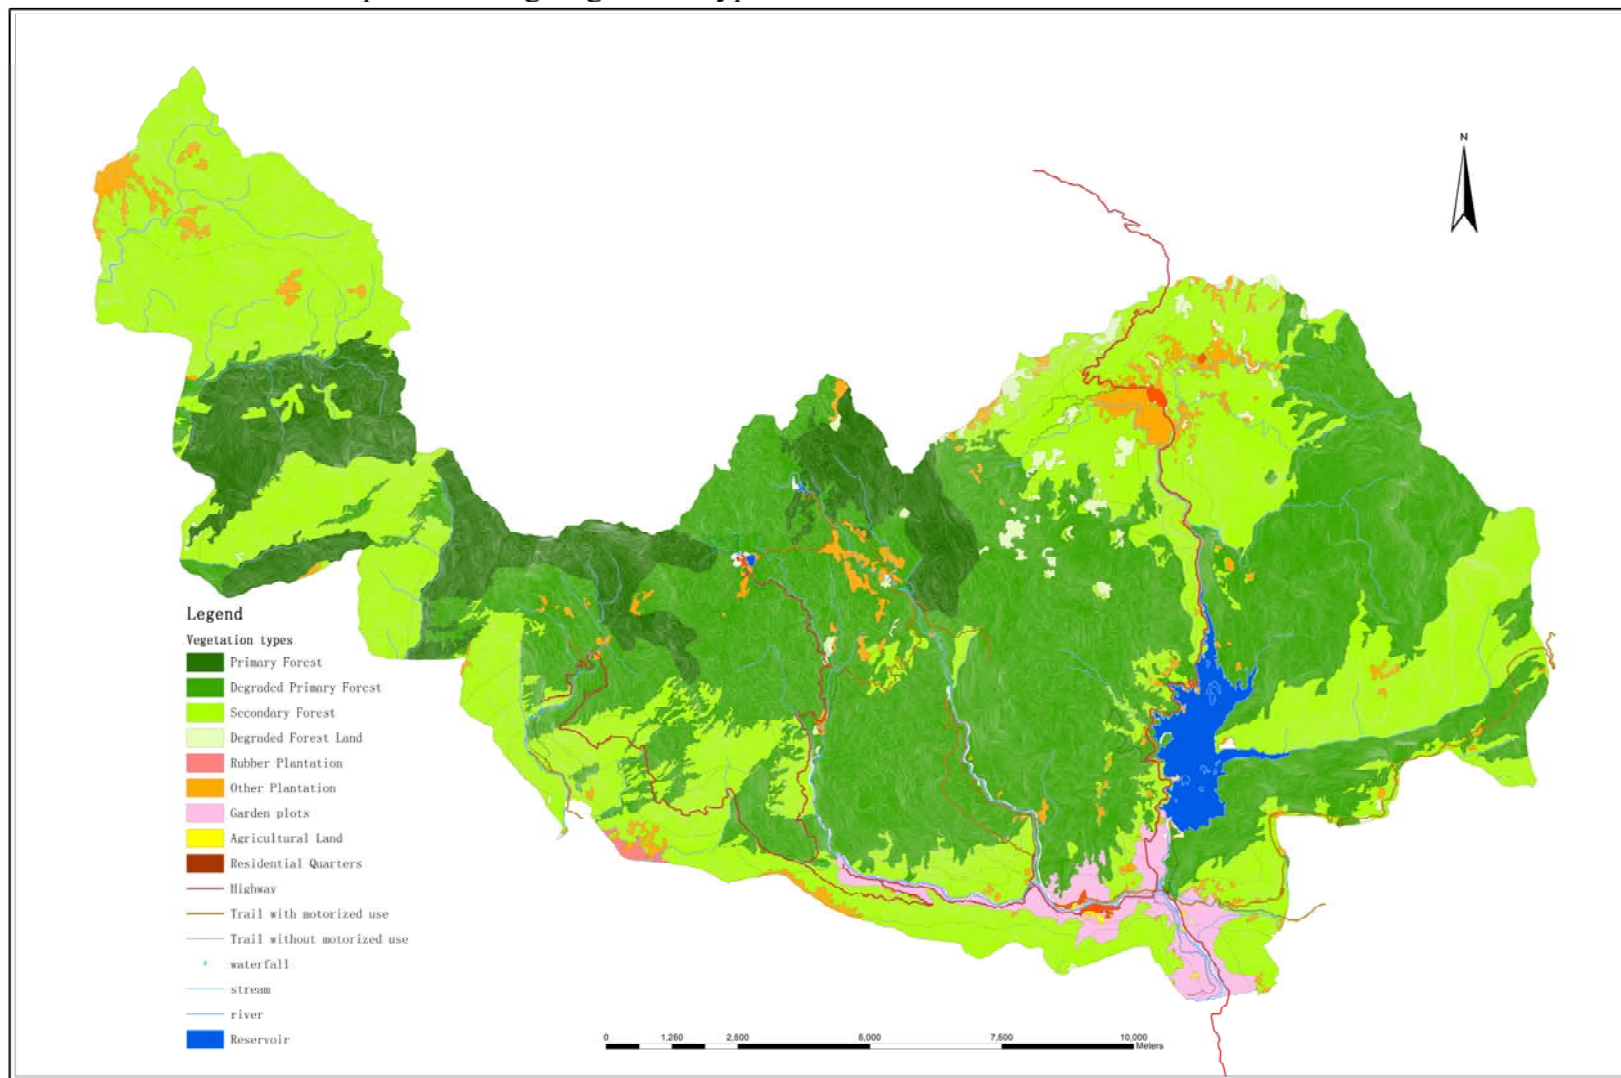 N
Legend
Vegetation types
Primary Forest
Degraded Primary Forest
Secondary Forest
Degraded Forest Land
Rubber Plantation
Other Plantation
Garden plots
Agricultural Land
Residential Quarters
Highway
Trail with motorized use
Trail without motorized use
waterfall
stream
river
Reservoir
0 1,250 2,500 5,000 7,500 10,000
Meters